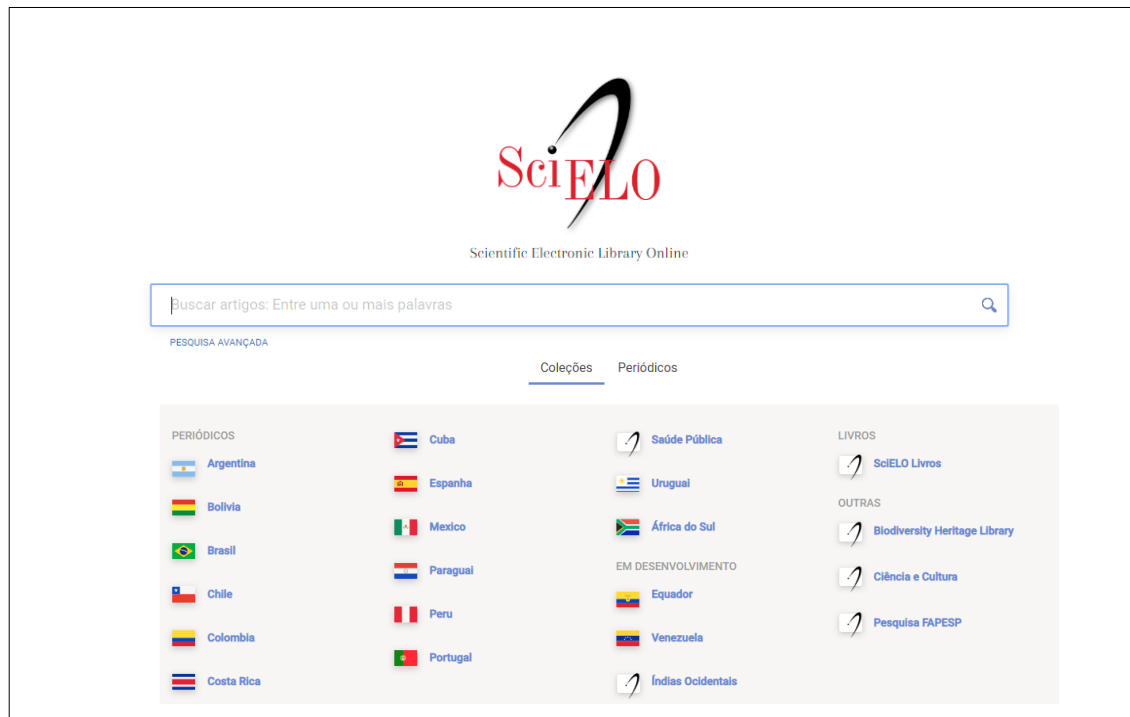 SciELO
Scientific Electronic Library Online
Buscar artigos: Entre uma ou mais palavras
PESQUISA AVANÇADA
Coleções
Periódicos
PERIÓDICOS
Argentina
Bolivia
Brasil
Chile
Colombia
Costa Rica
Cuba
Espanha
Mexico
Paraguai
Peru
Portugal
Saúde Pública
Uruguai
África do Sul
EM DESENVOLVIMENTO
Equador
Venezuela
Índias Ocidentais
LIVROS
SciELO Livros
OUTRAS
Biodiversity Heritage Library
Ciência e Cultura
Pesquisa FAPESP